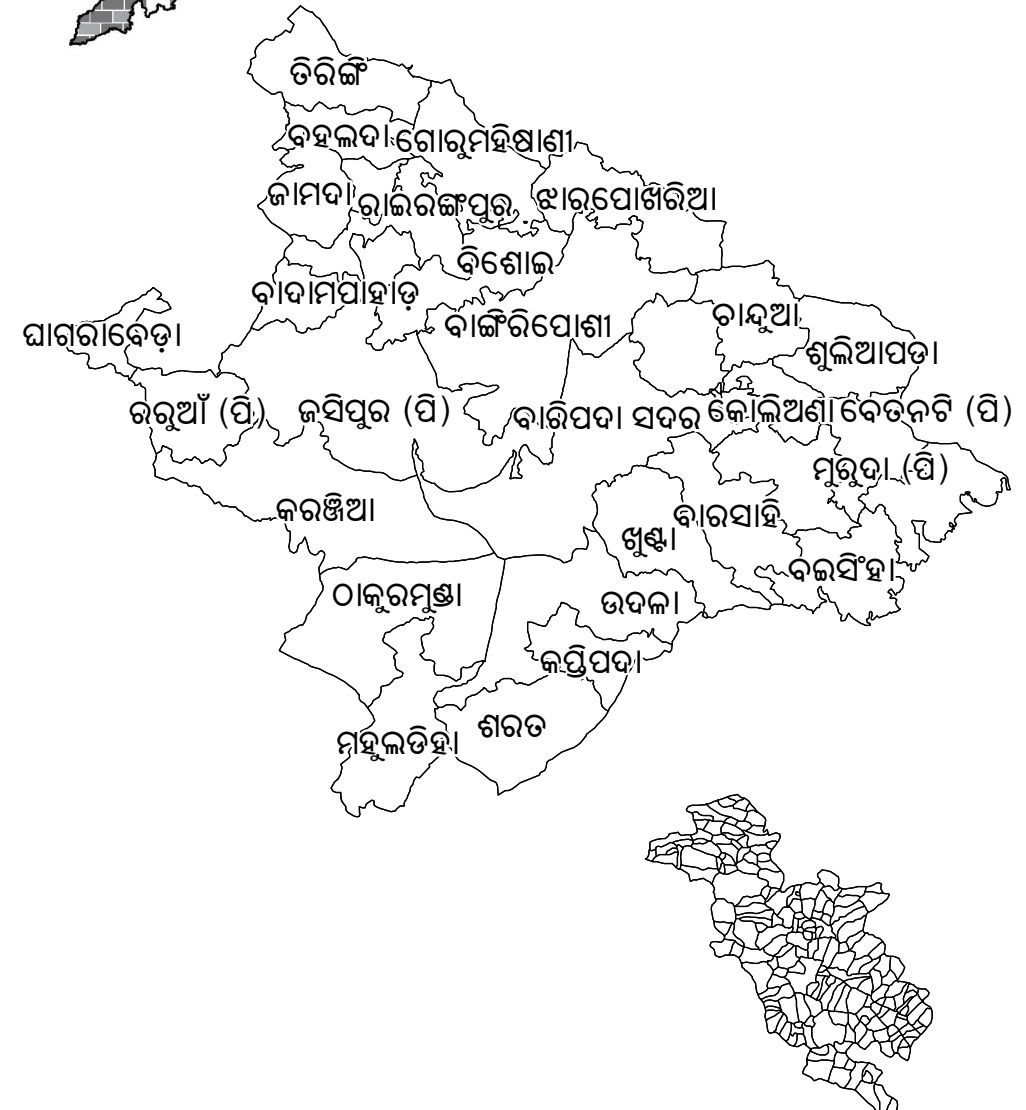 ତିରିଙ୍ଗି
ବହଲଦା
ଗୋରୁମହିଷାଣୀ
ଜାମଦା
ରାଇରଙ୍ଗପୁର
ଝାରପୋଖରିଆ
ବିଶୋଇ
ବାଦାମପାହାଡ଼
ବାଙ୍ଗିରିପୋଶୀ
ଚାନ୍ଦୁଆ
ଘାଗରାବେଡ଼ା
ଶୁଲିଆପଡା
ରରୁଆଁ (ପି)
ଜସିପୁର (ପି)
ବାରିପଦା ସଦର
କୋଲିଅଣା
ବେତନଟି (ପି)
ମୁରୁଦା (ପି)
କରଞ୍ଜିଆ
ବାରସାହି
ଖୁଣ୍ଟା
ବଇସିଂହା
ଠାକୁରମୁଣ୍ଡା
ଉଦଳା
କପ୍ତିପଦା
ଶରତ
ମହୁଲଡିହା